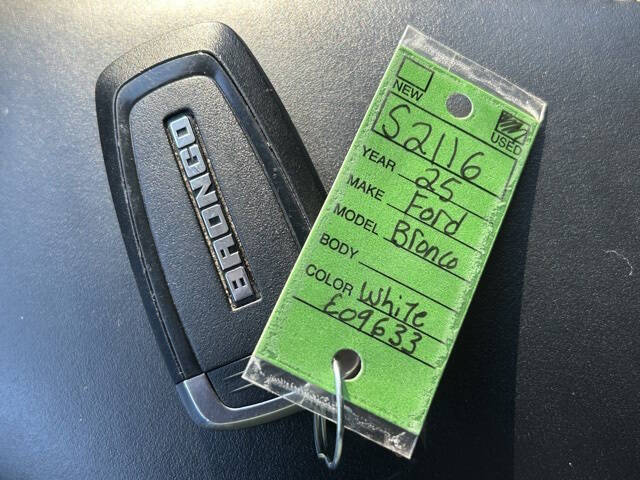 BRONCO
NEW
USED
S2116
YEAR 25
MAKE Ford
MODEL Bronco
BODY
COLOR White
E09633